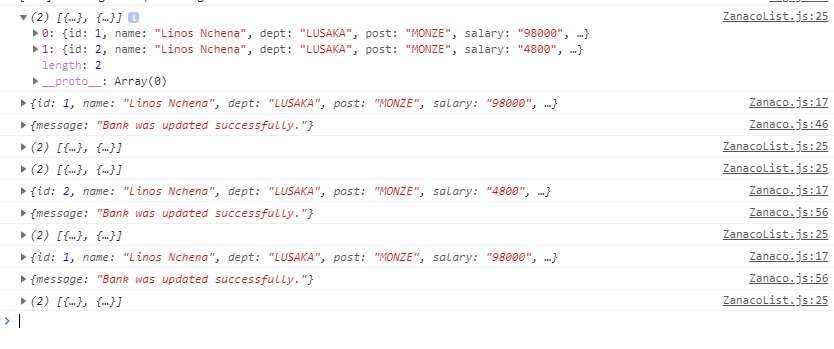 (2) [{…}, {…}] i ZanacoList.js:25
0: {id: 1, name: "Linos Nchena", dept: "LUSAKA", post: "MONZE", salary: "98000", …}
1: {id: 2, name: "Linos Nchena", dept: "LUSAKA", post: "MONZE", salary: "4800", …}
length: 2
__proto__: Array(0)
{id: 1, name: "Linos Nchena", dept: "LUSAKA", post: "MONZE", salary: "98000", …} Zanaco.js:17
{message: "Bank was updated successfully."} Zanaco.js:46
(2) [{…}, {…}] ZanacoList.js:25
(2) [{…}, {…}] ZanacoList.js:25
{id: 2, name: "Linos Nchena", dept: "LUSAKA", post: "MONZE", salary: "4800", …} Zanaco.js:17
{message: "Bank was updated successfully."} Zanaco.js:56
(2) [{…}, {…}] ZanacoList.js:25
{id: 1, name: "Linos Nchena", dept: "LUSAKA", post: "MONZE", salary: "98000", …} Zanaco.js:17
{message: "Bank was updated successfully."} Zanaco.js:56
(2) [{…}, {…}] ZanacoList.js:25